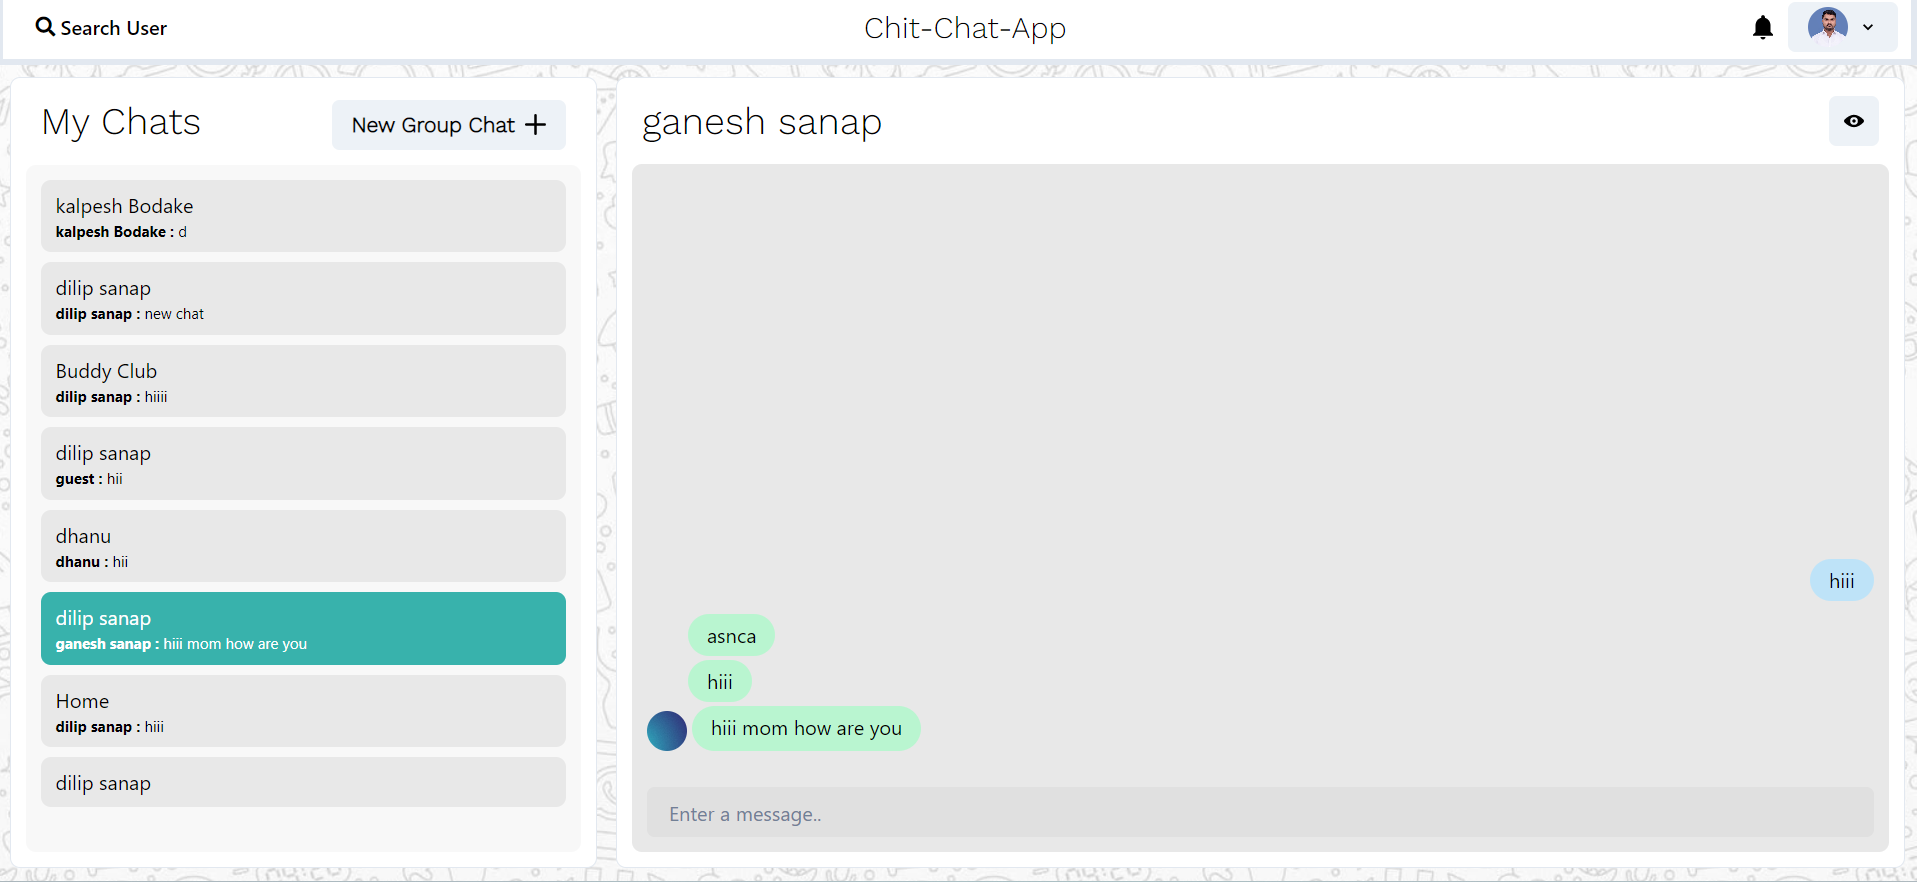 Search User
Chit-Chat-App
My Chats
New Group Chat +
kalpesh Bodake
kalpesh Bodake : d
dilip sanap
dilip sanap : new chat
Buddy Club
dilip sanap : hiiii
dilip sanap
guest : hii
dhanu
dhanu : hii
dilip sanap
ganesh sanap : hiii mom how are you
Home
dilip sanap : hiii
dilip sanap
ganesh sanap
hiii
asnca
hiii
hiii mom how are you
Enter a message..